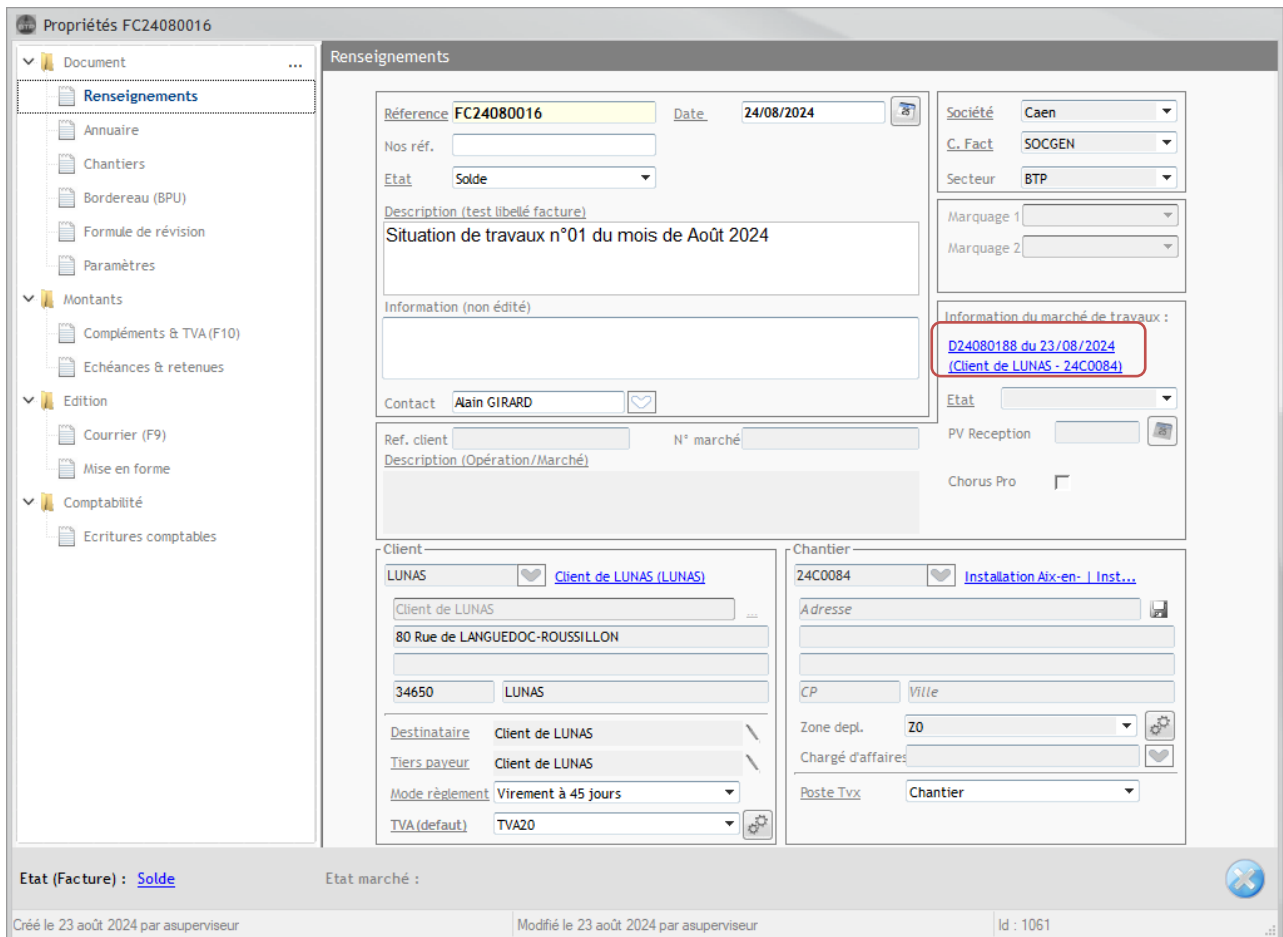 Propriétés FC24080016
Document ...
Renseignements
Annuaire
Chantiers
Bordereau (BPU)
Formule de révision
Paramètres
Montants
Compléments & TVA (F10)
Echéances & retenues
Edition
Courrier (F9)
Mise en forme
Comptabilité
Ecritures comptables
Renseignements
Réference FC24080016 Date 24/08/2024
Nos réf.
Etat Solde
Description (test libellé facture)
Situation de travaux n°01 du mois de Août 2024
Information (non édité)
Contact Alain GIRARD
Société Caen
C. Fact SOCGEN
Secteur BTP
Marquage 1
Marquage 2
Information du marché de travaux :
D24080188 du 23/08/2024
(Client de LUNAS - 24C0084)
Etat
PV Reception
Chorus Pro
Ref. client N° marché
Description (Opération/Marché)
Client
LUNAS Client de LUNAS (LUNAS)
Client de LUNAS ...
80 Rue de LANGUEDOC-ROUSSILLON
34650 LUNAS
Destinataire Client de LUNAS
Tiers payeur Client de LUNAS
Mode règlement Virement à 45 jours
TVA (defaut) TVA20
Chantier
24C0084 Installation Aix-en- | Inst...
Adresse
CP Ville
Zone depl. Z0
Chargé d'affaires
Poste Tvx Chantier
Etat (Facture) : Solde Etat marché :
Créé le 23 août 2024 par asuperviseur Modifié le 23 août 2024 par asuperviseur Id : 1061